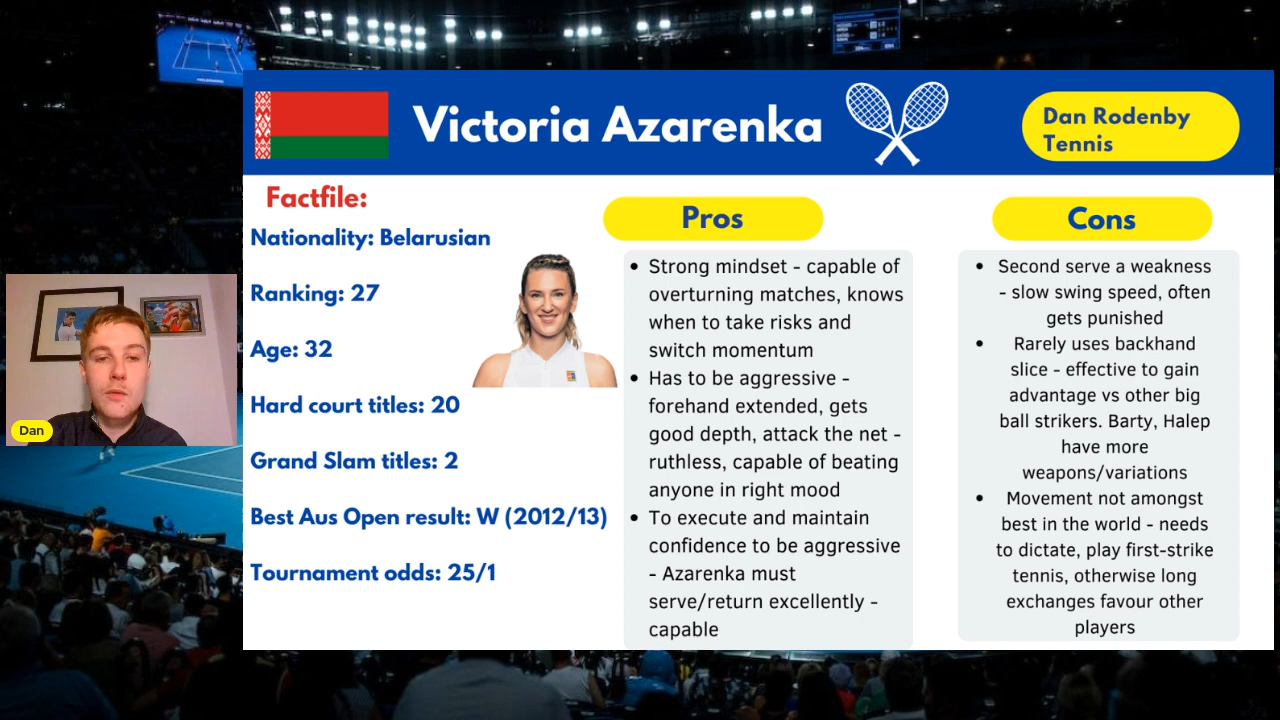 Victoria Azarenka
Dan Rodenby
Tennis
Factfile:
Nationality: Belarusian
Ranking: 27
Age: 32
Hard court titles: 20
Grand Slam titles: 2
Best Aus Open result: W (2012/13)
Tournament odds: 25/1
Dan
Pros
• Strong mindset - capable of
overturning matches, knows
when to take risks and
switch momentum
• Has to be aggressive -
forehand extended, gets
good depth, attack the net -
ruthless, capable of beating
anyone in right mood
• To execute and maintain
confidence to be aggressive
- Azarenka must
serve/return excellently -
capable
Cons
• Second serve a weakness
- slow swing speed, often
gets punished
• Rarely uses backhand
slice - effective to gain
advantage vs other big
ball strikers. Barty, Halep
have more
weapons/variations
• Movement not amongst
best in the world - needs
to dictate, play first-strike
tennis, otherwise long
exchanges favour other
players